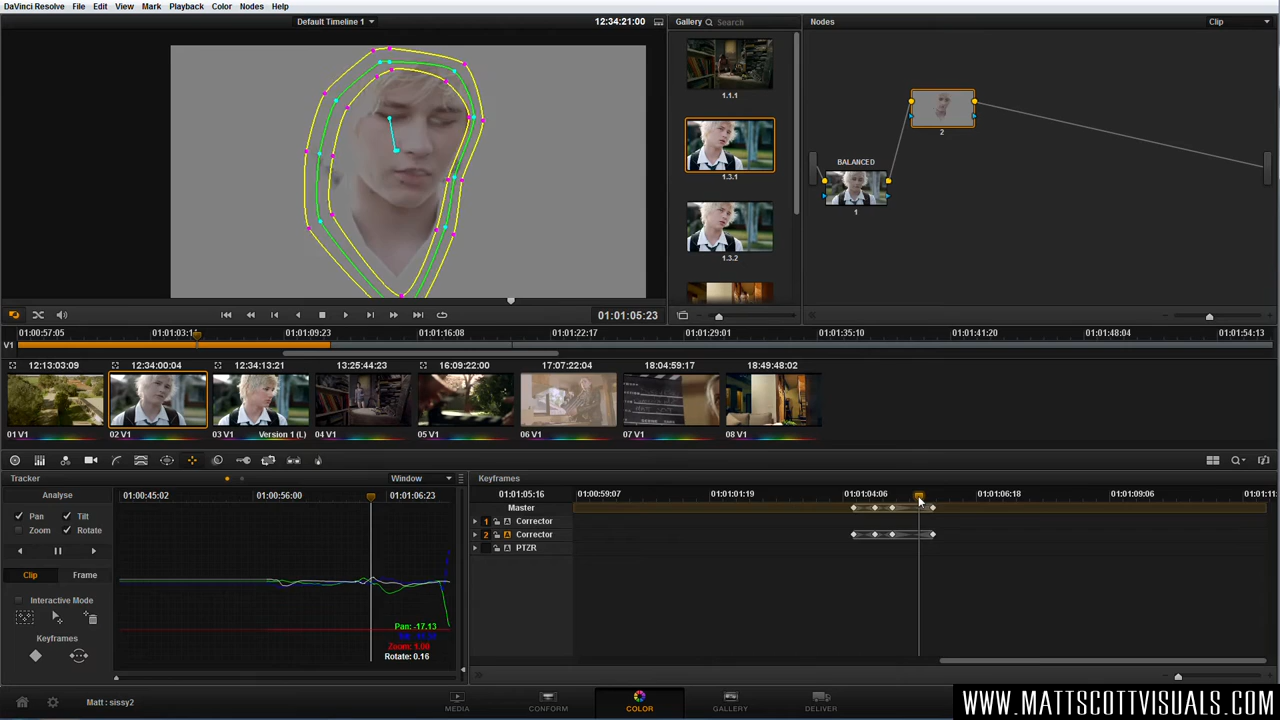 DaVinci Resolve File Edit View Mark Playback Color Nodes Help
Default Timeline 1
12:34:21:00
Gallery Search
Nodes
Clip
1.1.1
1.3.1
1.3.2
2
BALANCED
1
01:01:05:23
01:00:57:05 01:01:03:14 01:01:09:23 01:01:16:08 01:01:22:17 01:01:29:01 01:01:35:10 01:01:41:20 01:01:48:04 01:01:54:13
V1
12:13:03:09 12:34:00:04 12:34:13:21 13:25:44:23 16:09:22:00 17:07:22:04 18:04:59:17 18:49:48:02
01 V1 02 V1 03 V1 Version 1 (L) 04 V1 05 V1 06 V1 07 V1 08 V1
Tracker
Window
Keyframes
Analyse
01:00:45:02 01:00:56:00 01:01:06:23
01:01:05:16 01:00:59:07 01:01:01:19 01:01:04:06 01:01:06:18 01:01:09:06 01:01:11
Master
Pan Tilt
1 A Corrector
Zoom Rotate
2 A Corrector
A PTZR
Clip Frame
Interactive Mode
Pan: -17.13
Zoom: 1.00
Rotate: 0.16
Keyframes
Matt : sissy2
MEDIA CONFORM COLOR GALLERY DELIVER
WWW.MATTSCOTTVISUALS.COM